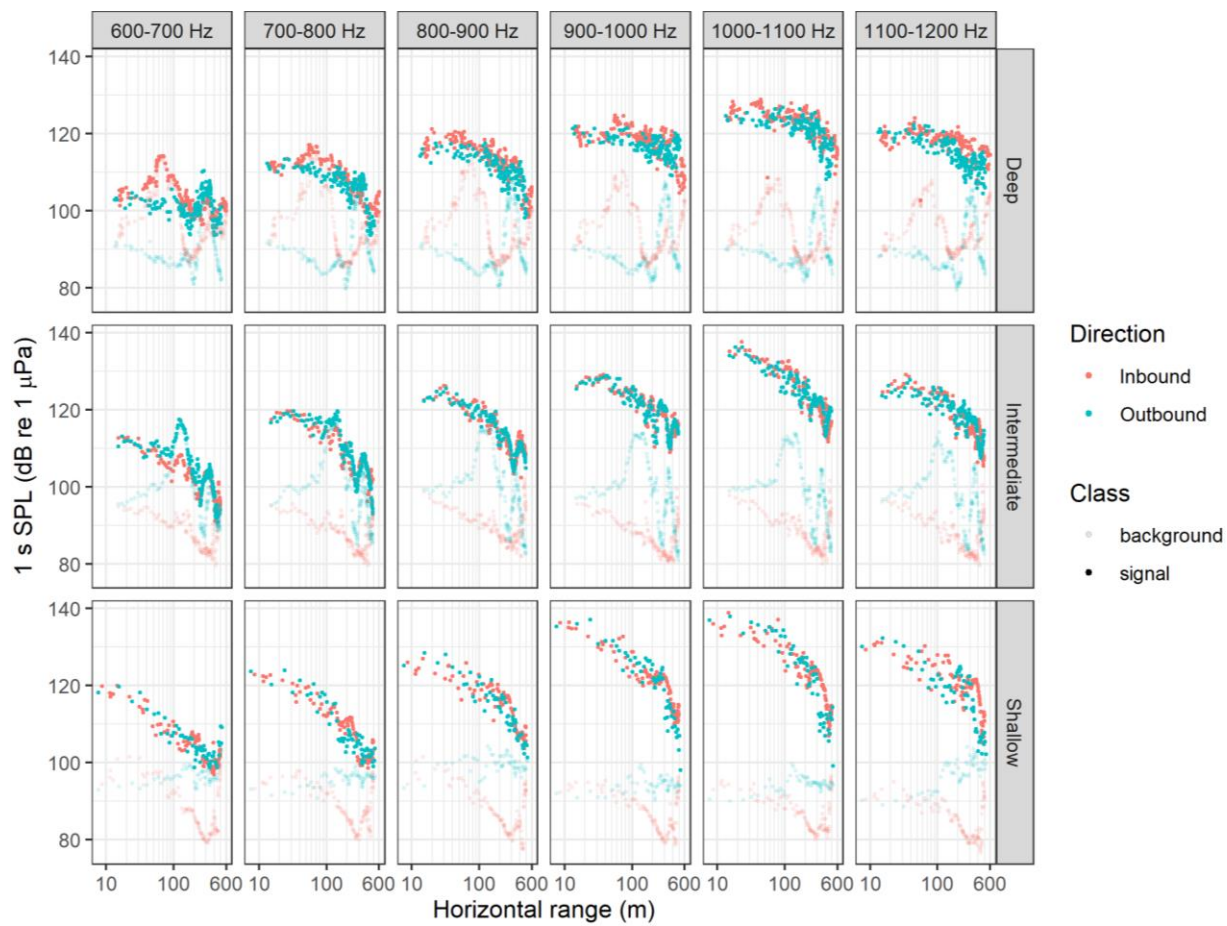 600-700 Hz 700-800 Hz 800-900 Hz 900-1000 Hz 1000-1100 Hz 1100-1200 Hz
140
120
100
80
Deep
140
120
100
80
Intermediate
140
120
100
80
Shallow
1 s SPL (dB re 1 μPa)
10 100 600 10 100 600 10 100 600 10 100 600 10 100 600 10 100 600
Horizontal range (m)
Direction
Inbound
Outbound
Class
background
signal